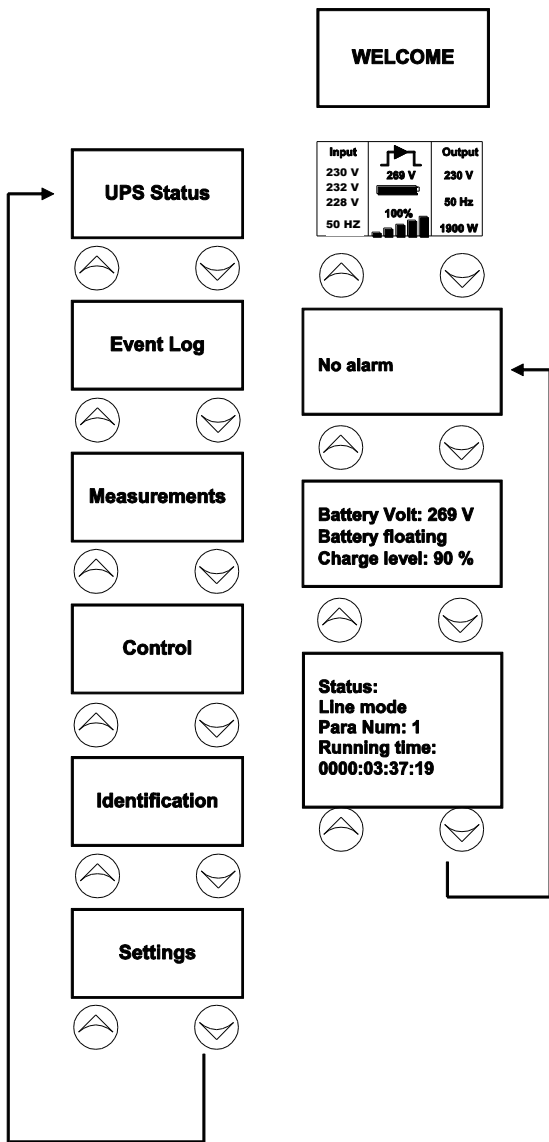 WELCOME
Input
230 V
232 V
228 V
50 HZ
269 V
100%
Output
230 V
50 Hz
1900 W
UPS Status
Event Log
Measurements
Control
Identification
Settings
No alarm
Battery Volt: 269 V
Battery floating
Charge level: 90 %
Status:
Line mode
Para Num: 1
Running time:
0000:03:37:19